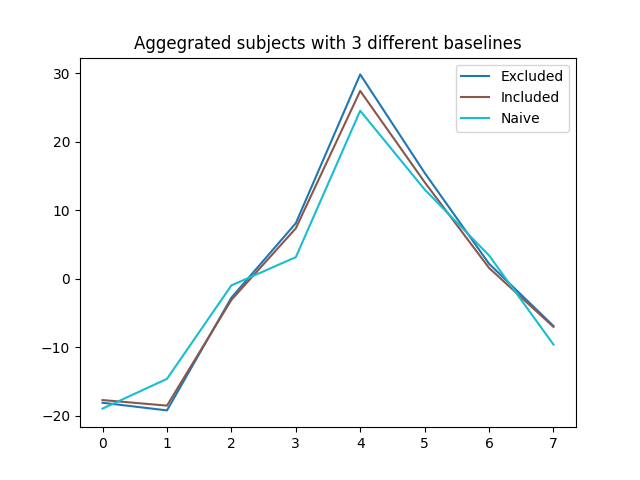 Aggegrated subjects with 3 different baselines
30
20
10
0
−10
−20
Excluded
Included
Naive
0 1 2 3 4 5 6 7